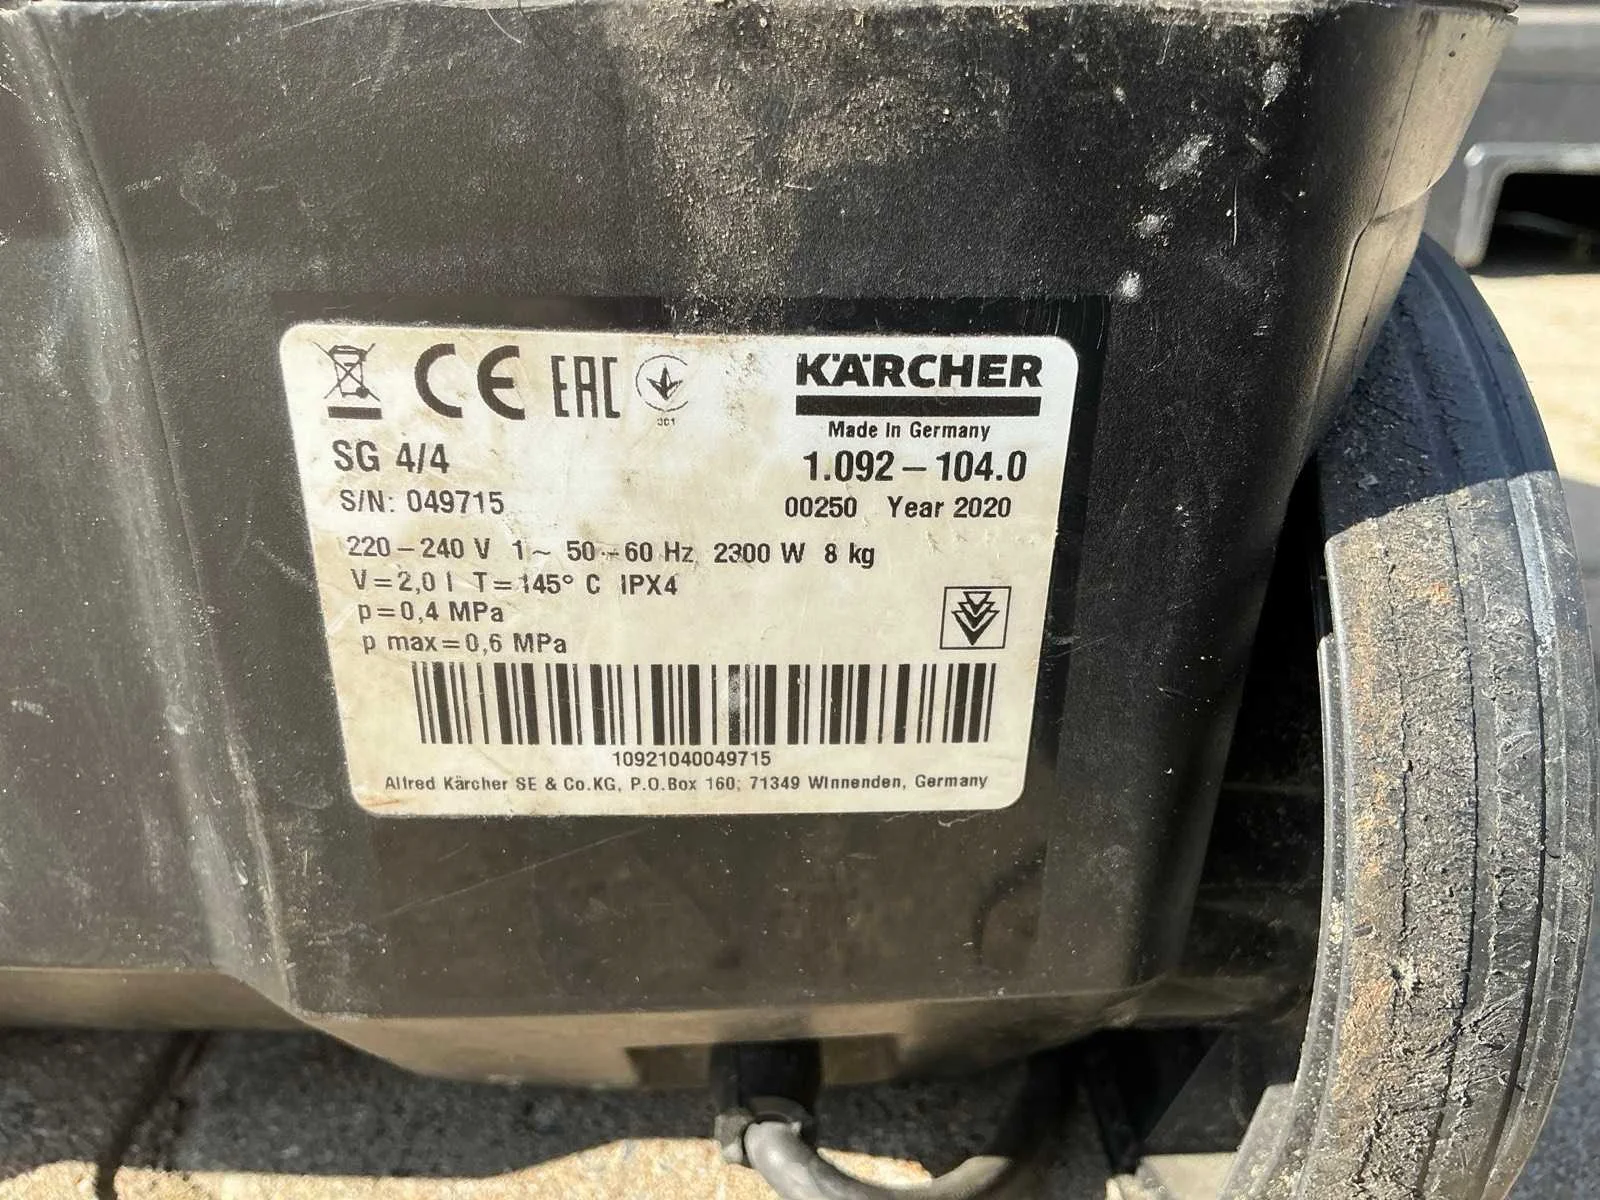 CE EAC KÄRCHER
001
Made in Germany
SG 4/4 1.092-104.0
S/N: 049715 00250 Year 2020
220-240 V 1~ 50-60 Hz 2300 W 8 kg
V=2,0 l T=145° C IPX4
p=0,4 MPa
p max=0,6 MPa
10921040049715
Alfred Kärcher SE & Co.KG, P.O.Box 160; 71349 Winnenden, Germany